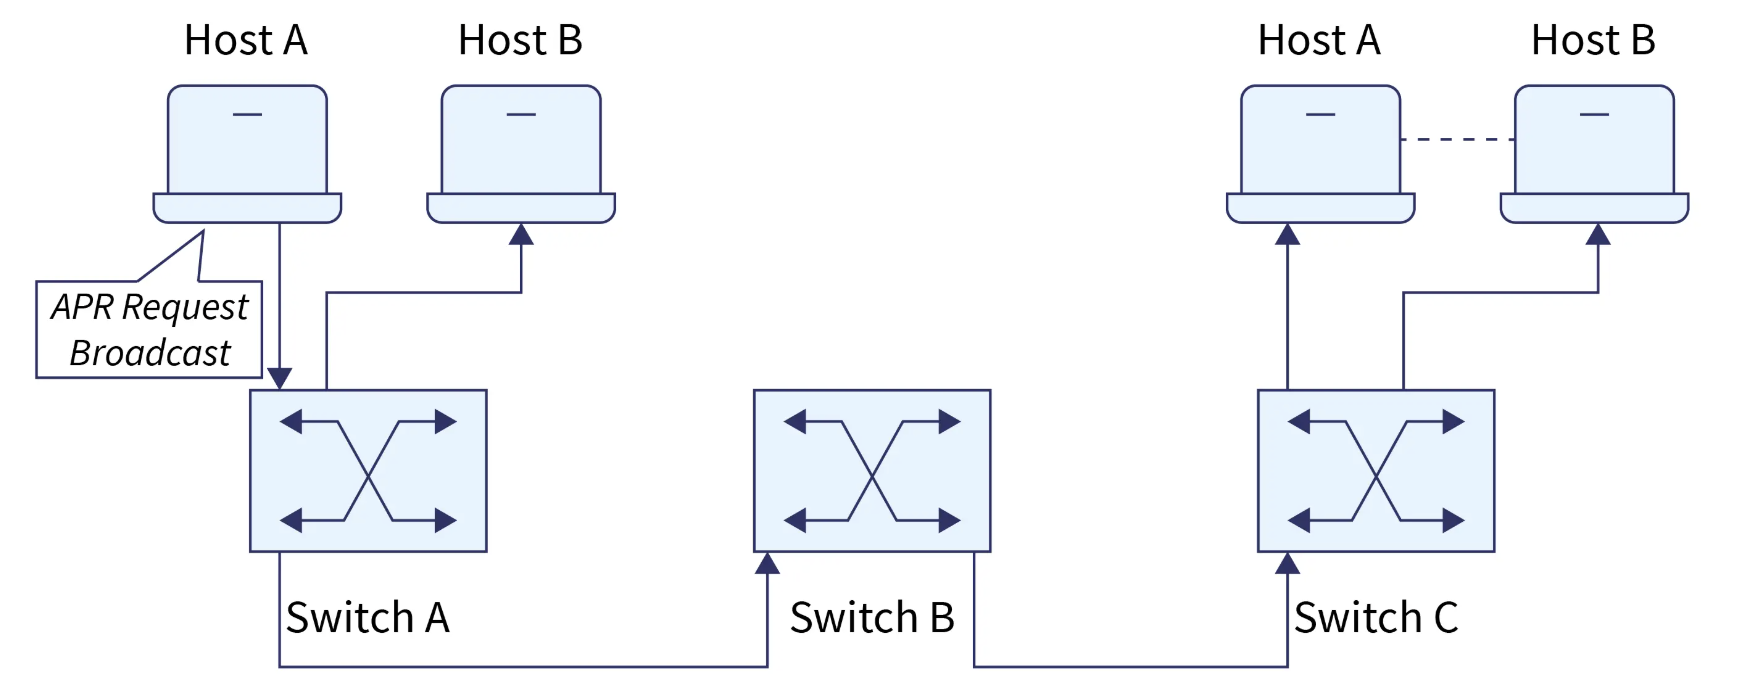 Host A
Host B
Host A
Host B
APR Request
Broadcast
Switch A
Switch B
Switch C